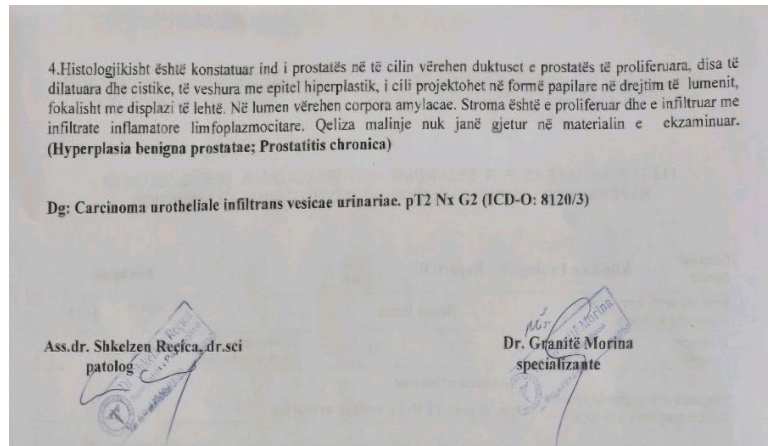 4.Histologjikisht është konstatuar ind i prostatës në të cilin vërehen duktuset e prostatës të proliferuara, disa të
dilatuara dhe cistike, të veshura me epitel hiperplastik, i cili projektohet në formë papilare në drejtim të lumenit,
fokalisht me displazi të lehtë. Në lumen vërehen corpora amylacae. Stroma është e proliferuar dhe e infiltruar me
infiltrate inflamatore limfoplazmocitare. Qeliza malinje nuk janë gjetur në materialin e ekzaminuar.
(Hyperplasia benigna prostatae; Prostatitis chronica)
Dg: Carcinoma urotheliale infiltrans vesicae urinariae. pT2 Nx G2 (ICD-O: 8120/3)
Ass.dr. Shkelzen Reçica, dr.sci
patolog
Dr. Granitë Morina
specializante